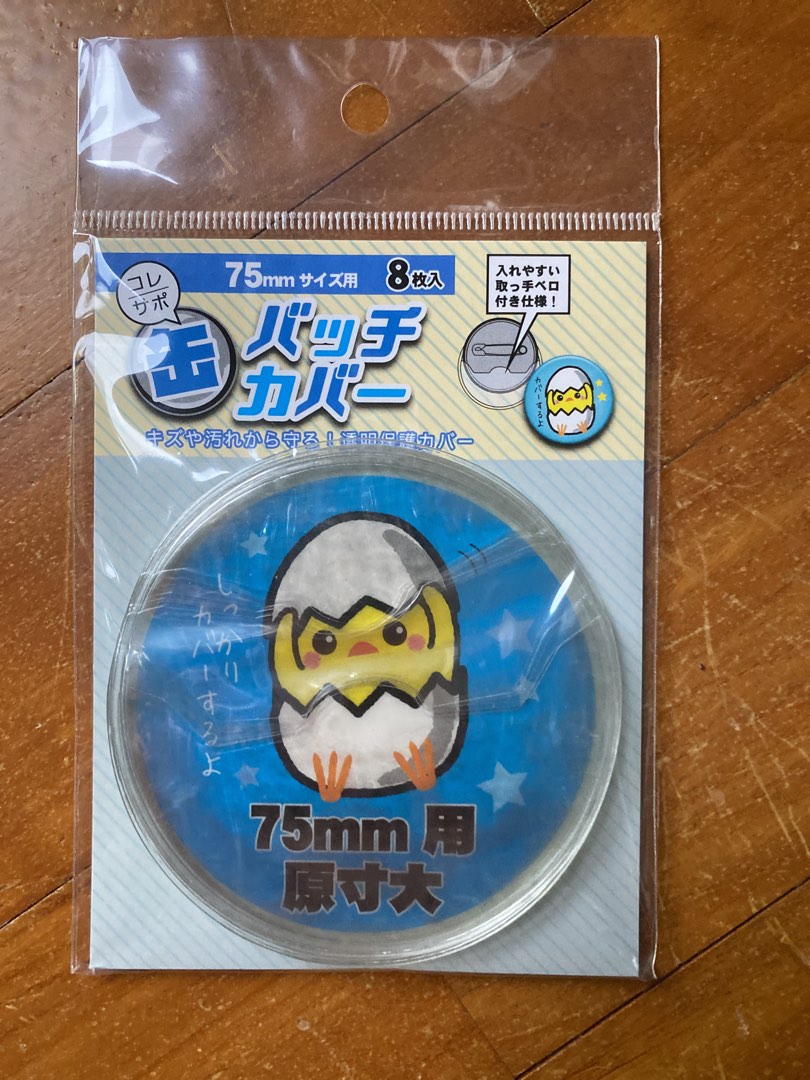 75mm サイズ用 8枚入
コレ
サポ
缶バッチ
カバー
キズや汚れから守る！透明保護カバー
入れやすい
取っ手ベロ
付き仕様！
カバーするよ
しっかり
カバーするよ
75mm 用
原寸大